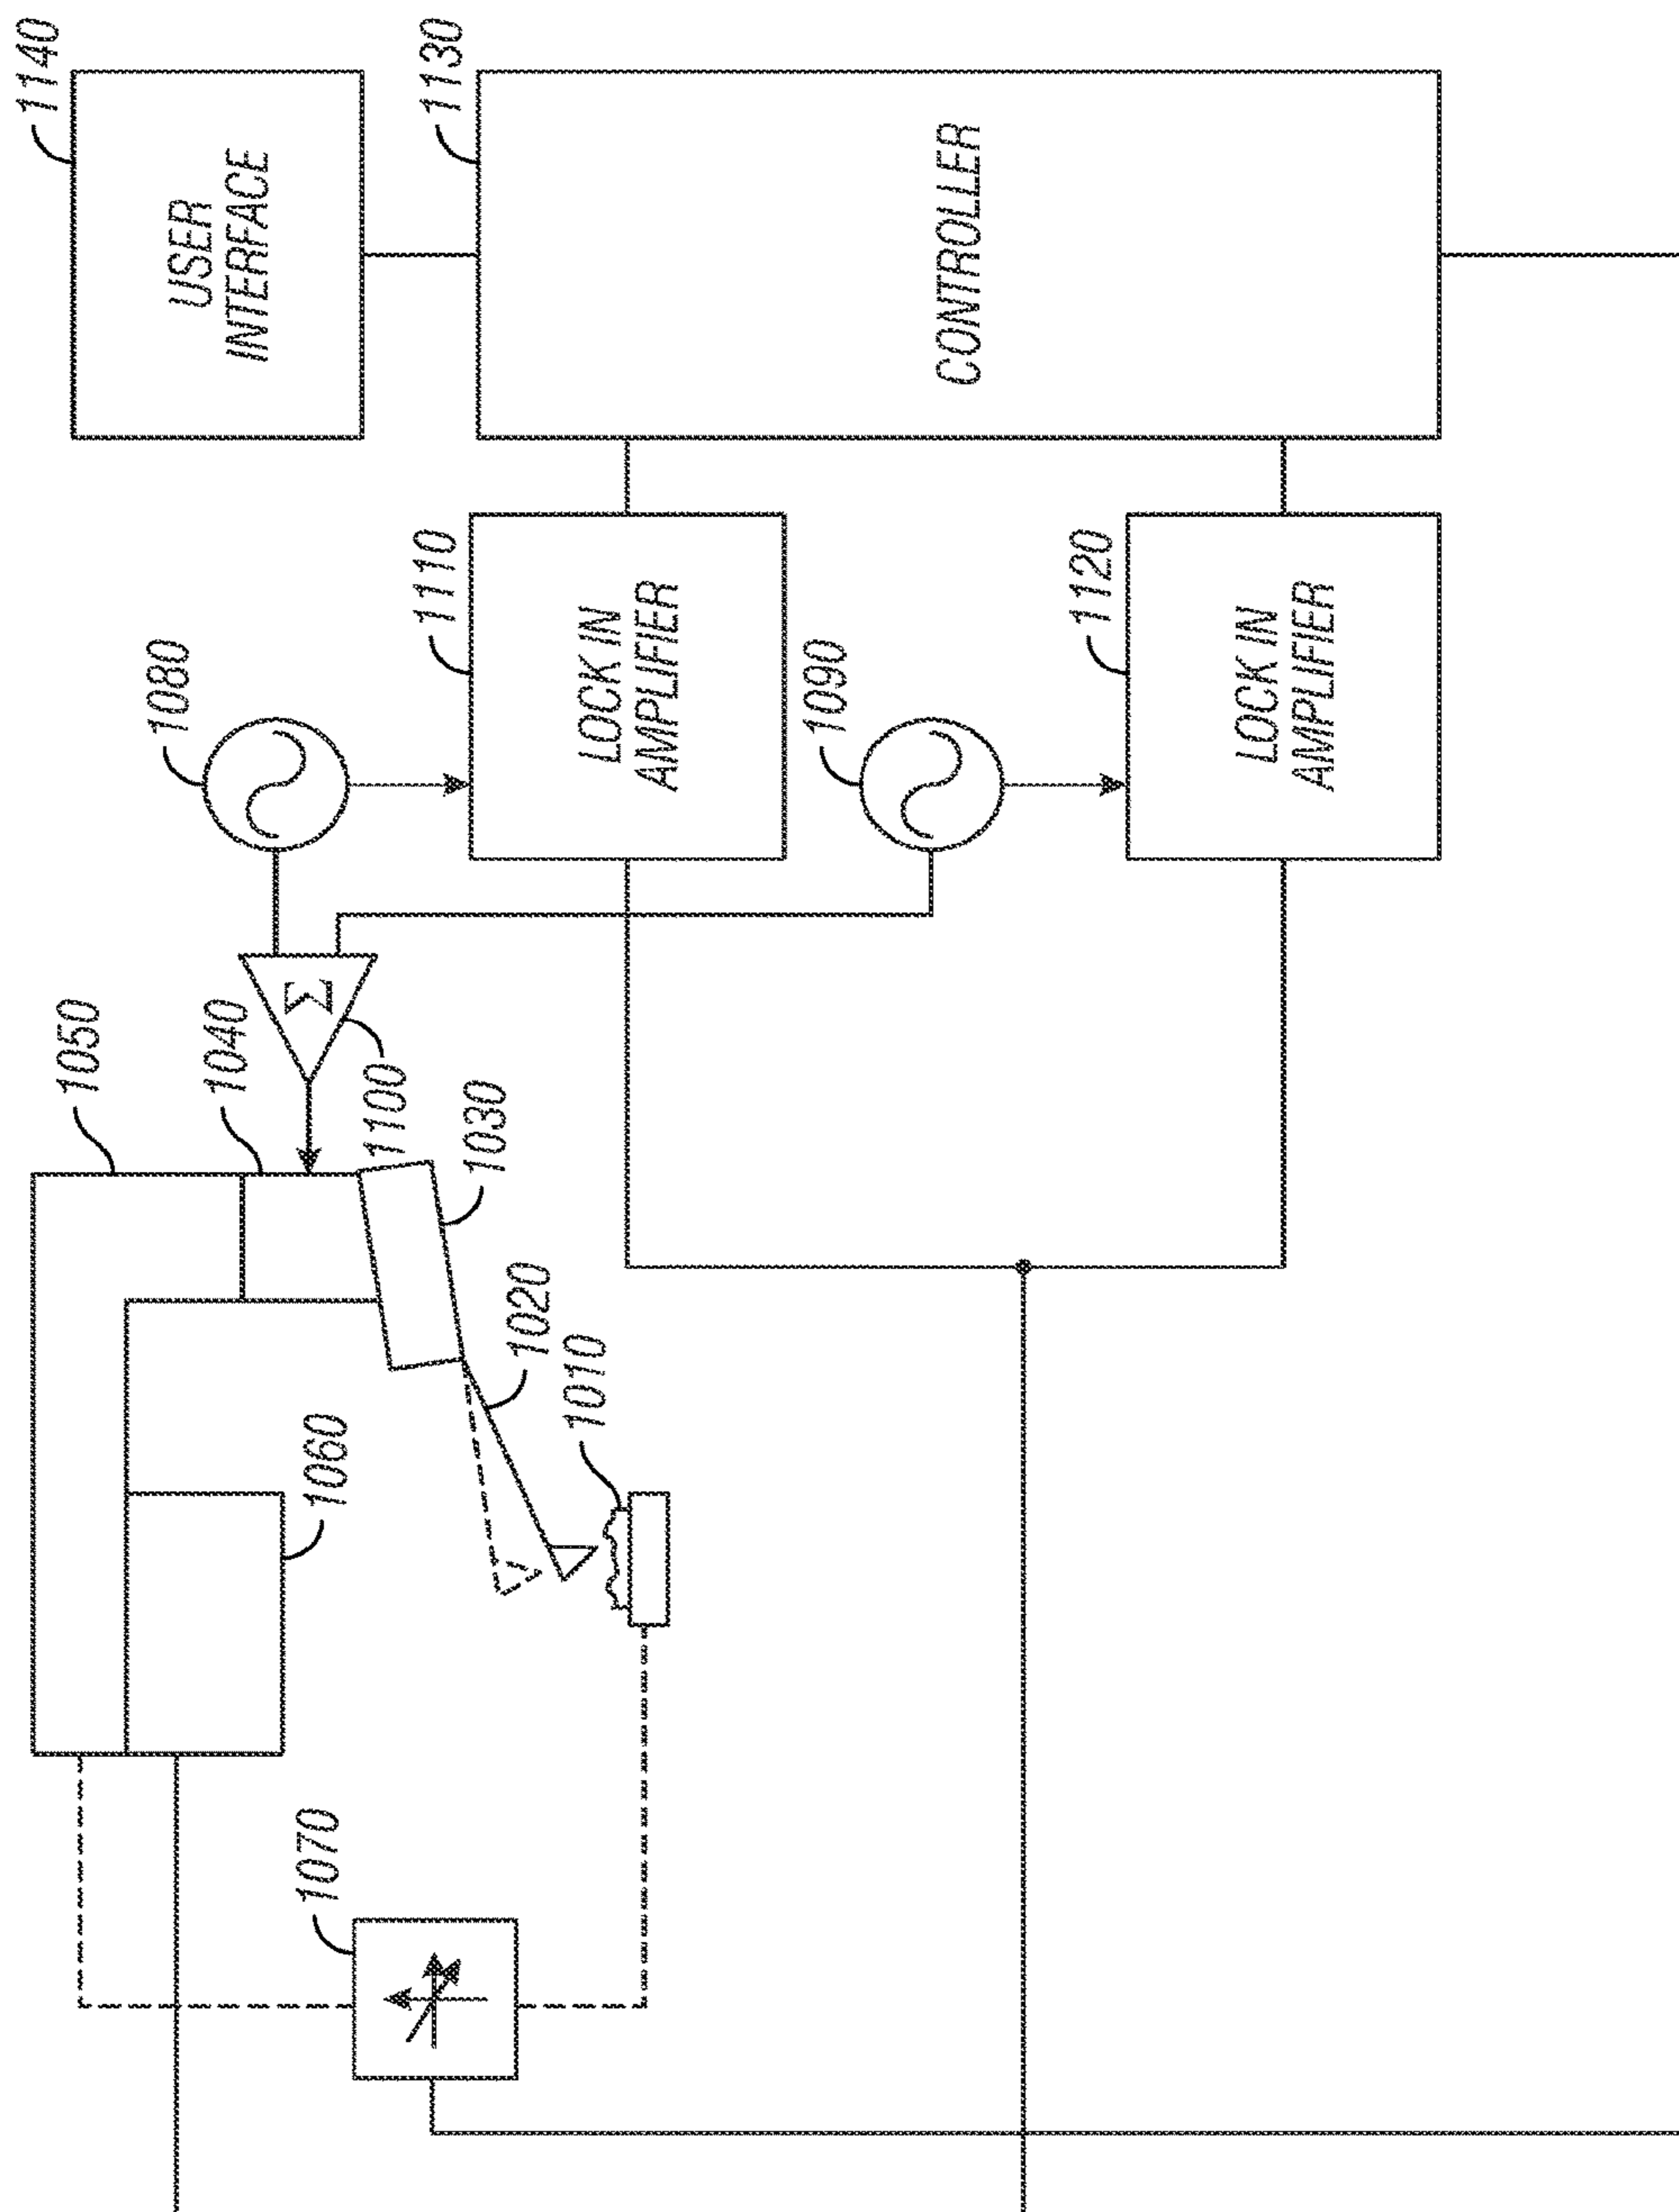 1050
1040
1080
1140
USER
INTERFACE
1060
1100
1070
1030
1020
1010
Σ
1110
LOCK IN
AMPLIFIER
1130
CONTROLLER
1090
1120
LOCK IN
AMPLIFIER